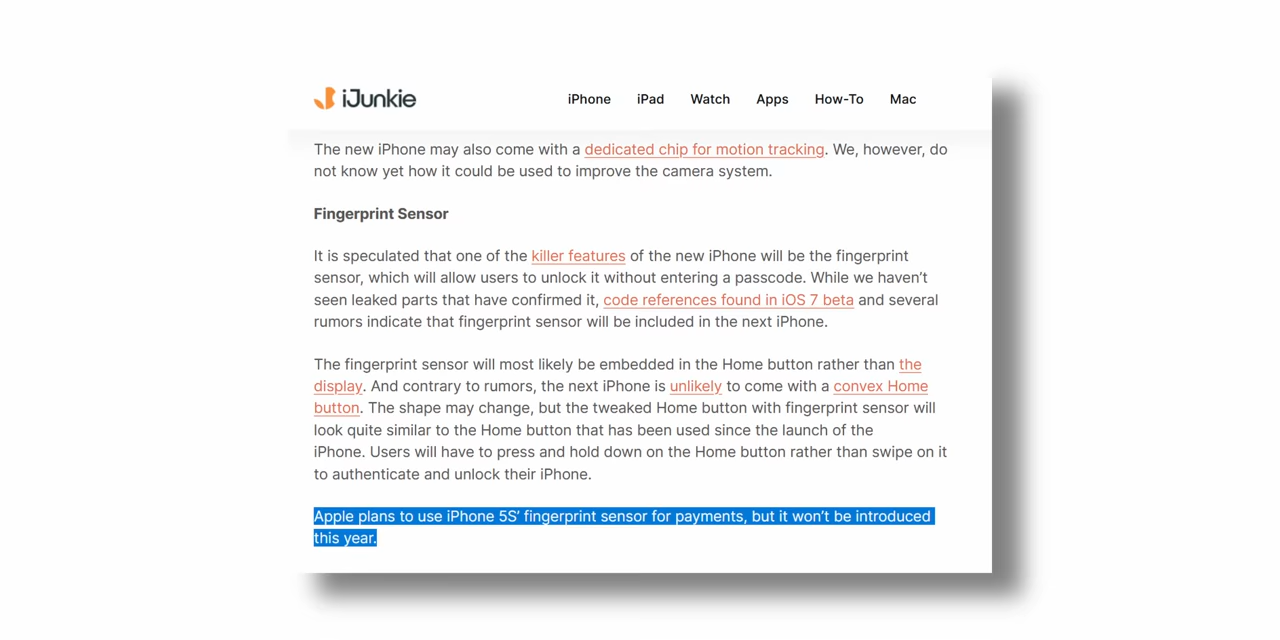 iJunkie
iPhone iPad Watch Apps How-To Mac
The new iPhone may also come with a dedicated chip for motion tracking. We, however, do
not know yet how it could be used to improve the camera system.
Fingerprint Sensor
It is speculated that one of the killer features of the new iPhone will be the fingerprint
sensor, which will allow users to unlock it without entering a passcode. While we haven’t
seen leaked parts that have confirmed it, code references found in iOS 7 beta and several
rumors indicate that fingerprint sensor will be included in the next iPhone.
The fingerprint sensor will most likely be embedded in the Home button rather than the
display. And contrary to rumors, the next iPhone is unlikely to come with a convex Home
button. The shape may change, but the tweaked Home button with fingerprint sensor will
look quite similar to the Home button that has been used since the launch of the
iPhone. Users will have to press and hold down on the Home button rather than swipe on it
to authenticate and unlock their iPhone.
Apple plans to use iPhone 5S’ fingerprint sensor for payments, but it won’t be introduced
this year.